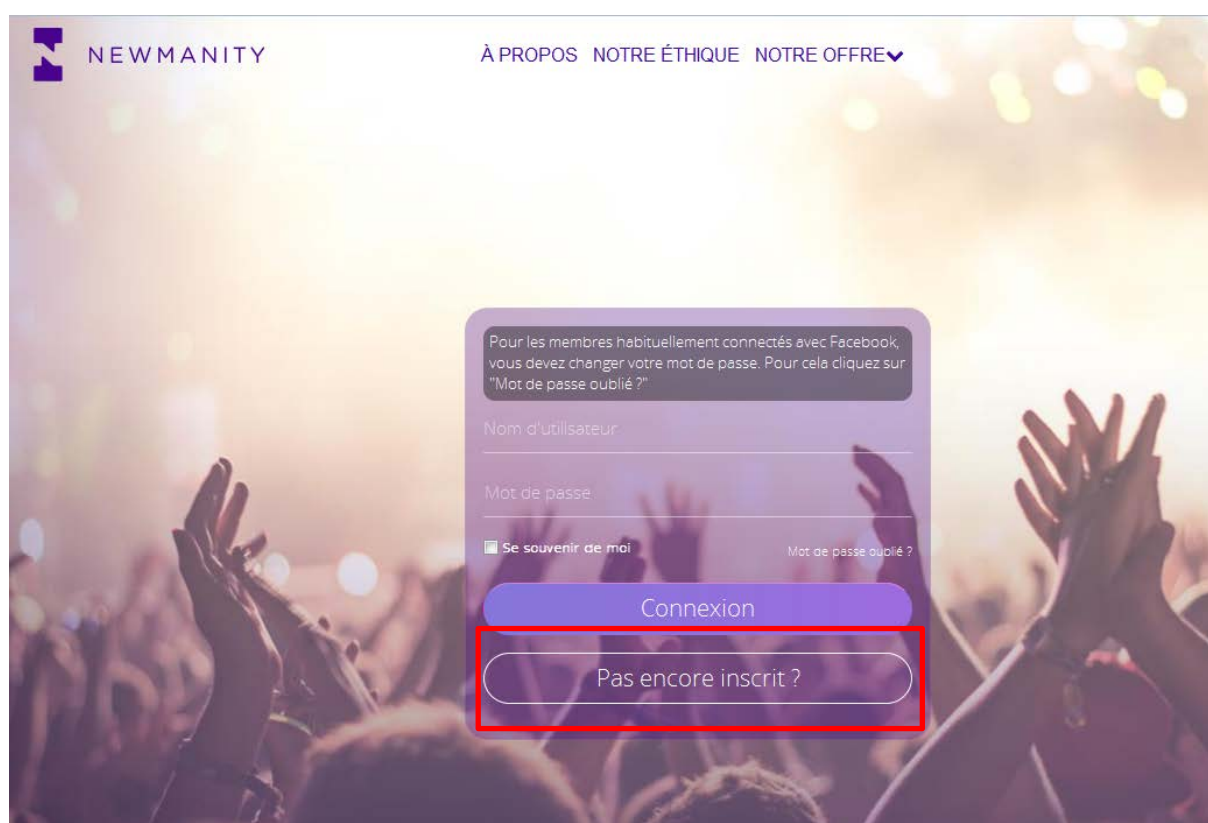 NEWMANITY
À PROPOS NOTRE ÉTHIQUE NOTRE OFFRE
Pour les membres habituellement connectés avec Facebook,
vous devez changer votre mot de passe. Pour cela cliquez sur
"Mot de passe oublié ?"
Nom d'utilisateur
Mot de passe
Se souvenir de moi
Mot de passe oublié ?
Connexion
Pas encore inscrit ?